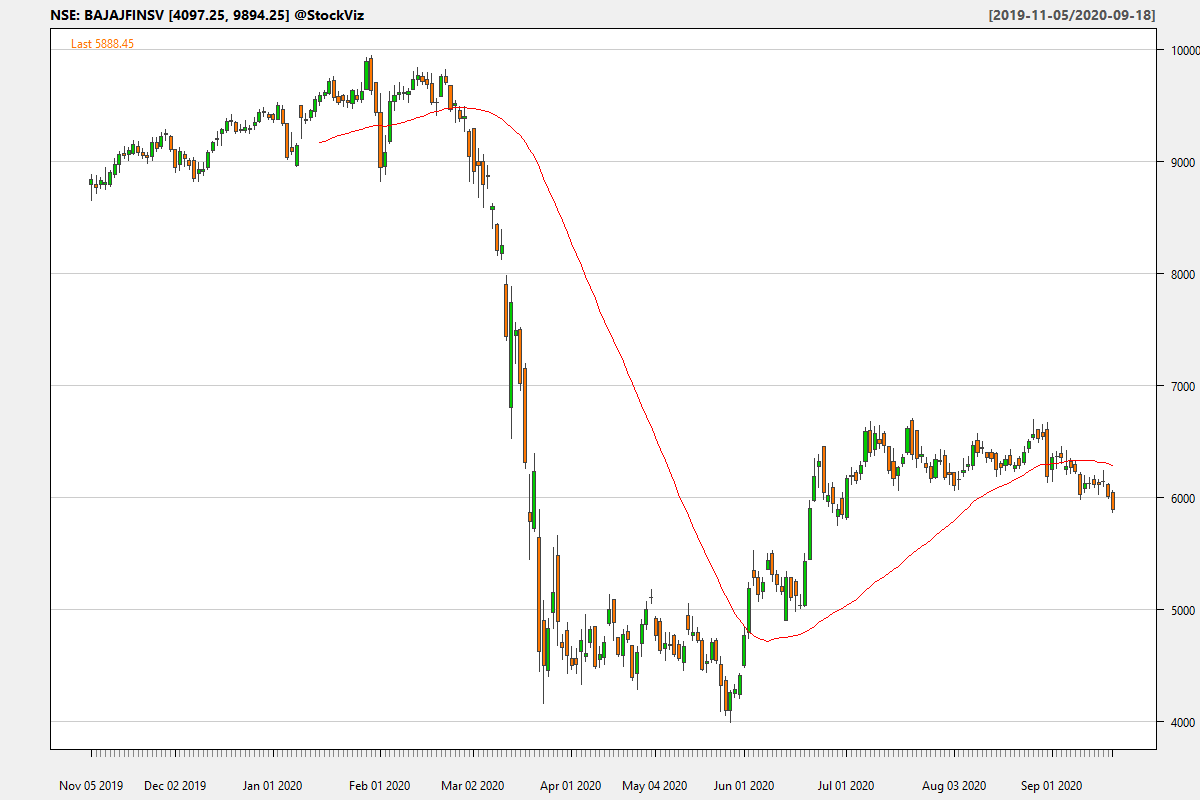 NSE: BAJAJFINSV [4097.25, 9894.25] @StockViz [2019-11-05/2020-09-18]
Last 5888.45
10000
9000
8000
7000
6000
5000
4000
Nov 05 2019 Dec 02 2019 Jan 01 2020 Feb 01 2020 Mar 02 2020 Apr 01 2020 May 04 2020 Jun 01 2020 Jul 01 2020 Aug 03 2020 Sep 01 2020